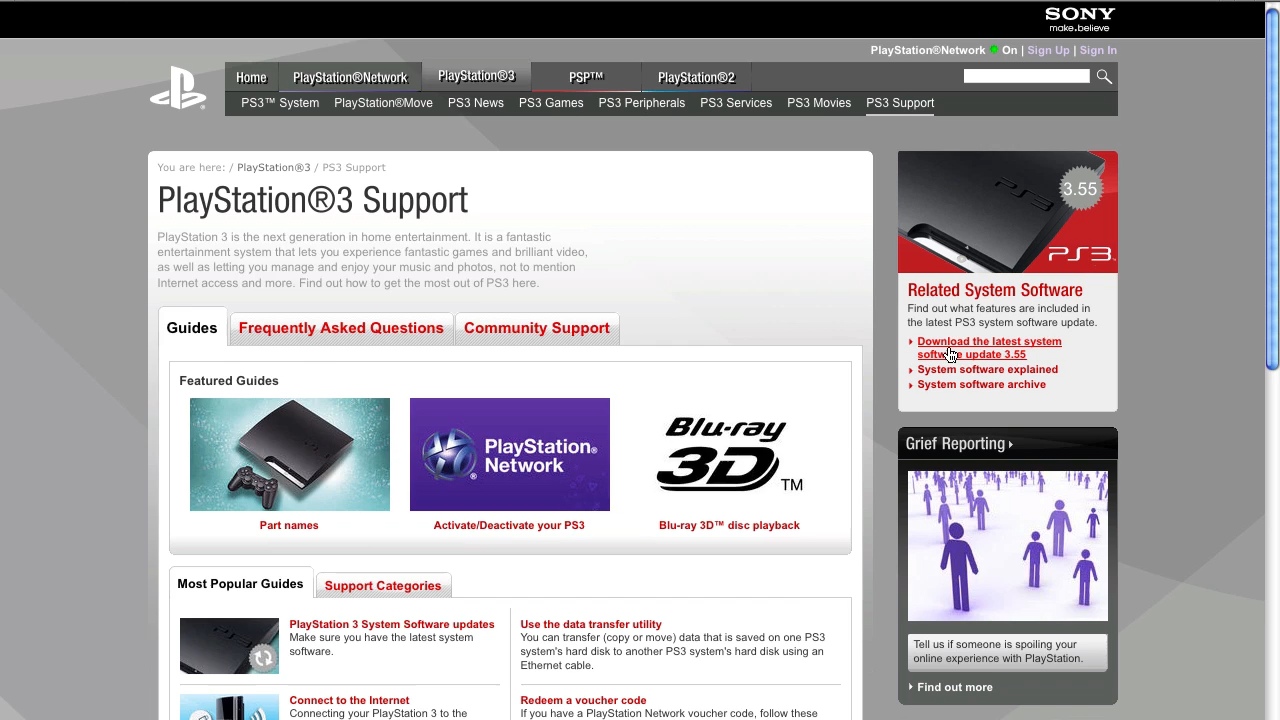 SONY
make.believe
PlayStation®Network On | Sign Up | Sign In
Home PlayStation®Network PlayStation®3 PSP™ PlayStation®2
PS3™ System PlayStation®Move PS3 News PS3 Games PS3 Peripherals PS3 Services PS3 Movies PS3 Support
You are here: / PlayStation®3 / PS3 Support
PlayStation®3 Support
PlayStation 3 is the next generation in home entertainment. It is a fantastic
entertainment system that lets you experience fantastic games and brilliant video,
as well as letting you manage and enjoy your music and photos, not to mention
Internet access and more. Find out how to get the most out of PS3 here.
Guides Frequently Asked Questions Community Support
Featured Guides
PlayStation®
Network
Blu-ray
3D™
Part names Activate/Deactivate your PS3 Blu-ray 3D™ disc playback
Most Popular Guides Support Categories
PlayStation 3 System Software updates
Make sure you have the latest system
software.
Connect to the Internet
Connecting your PlayStation 3 to the
Use the data transfer utility
You can transfer (copy or move) data that is saved on one PS3
system's hard disk to another PS3 system's hard disk using an
Ethernet cable.
Redeem a voucher code
If you have a PlayStation Network voucher code, follow these
PS3
3.55
PS3
Related System Software
Find out what features are included in
the latest PS3 system software update.
Download the latest system
software update 3.55
System software explained
System software archive
Grief Reporting
Tell us if someone is spoiling your
online experience with PlayStation.
Find out more